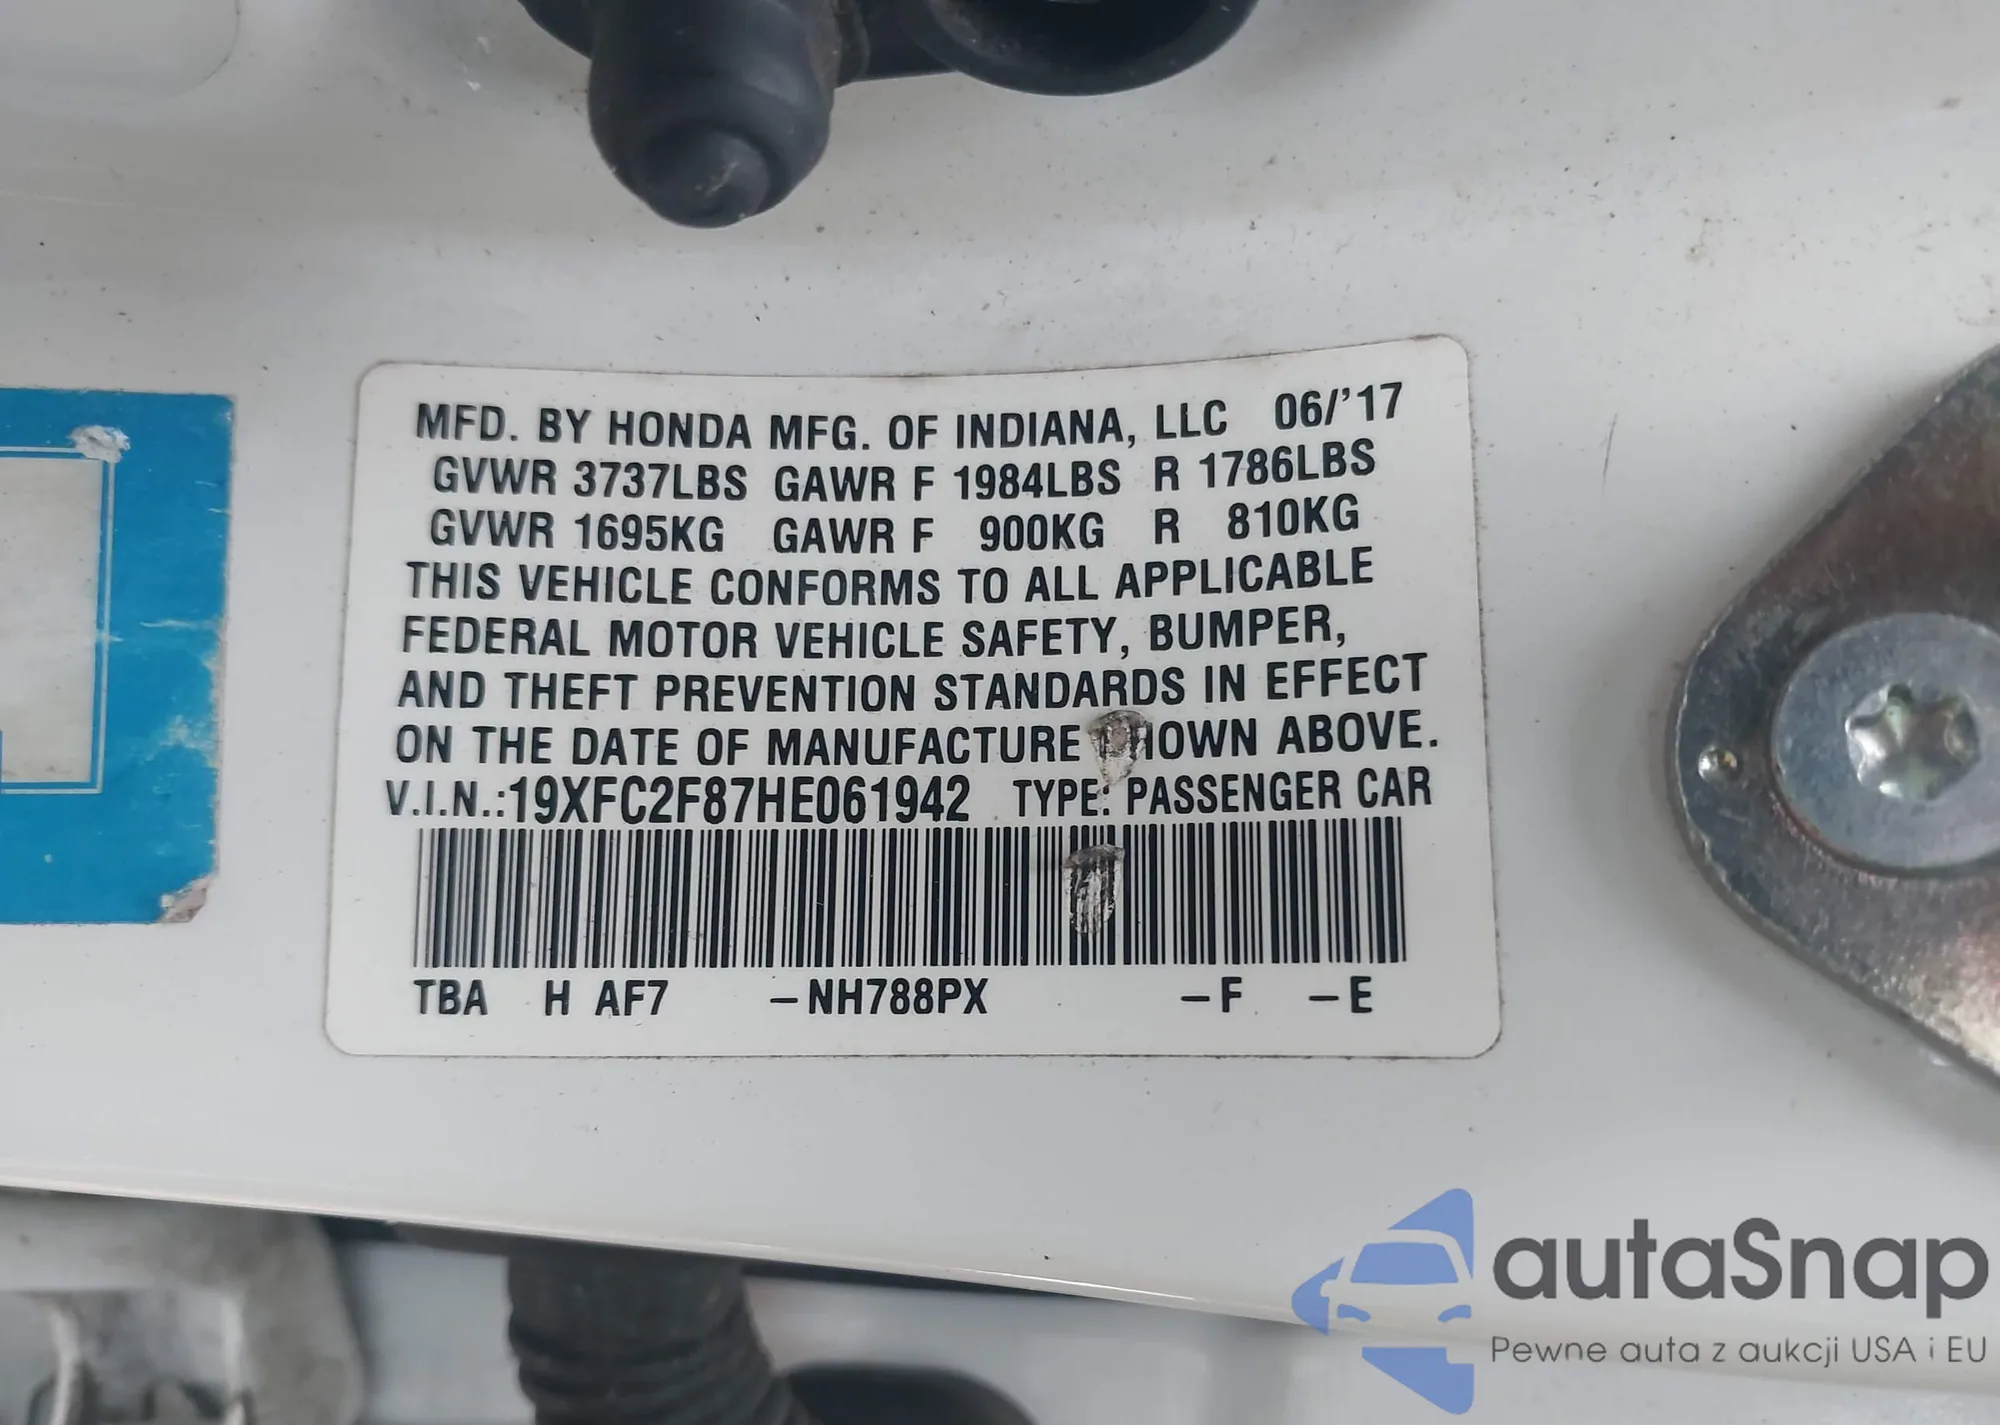 MFD. BY HONDA MFG. OF INDIANA, LLC 06/'17
GVWR 3737LBS GAWR F 1984LBS R 1786LBS
GVWR 1695KG GAWR F 900KG R 810KG
THIS VEHICLE CONFORMS TO ALL APPLICABLE
FEDERAL MOTOR VEHICLE SAFETY, BUMPER,
AND THEFT PREVENTION STANDARDS IN EFFECT
ON THE DATE OF MANUFACTURE SHOWN ABOVE.
V.I.N.:19XFC2F87HE061942 TYPE: PASSENGER CAR
TBA H AF7 -NH788PX -F -E
autaSnap
Pewne auta z aukcji USA i EU